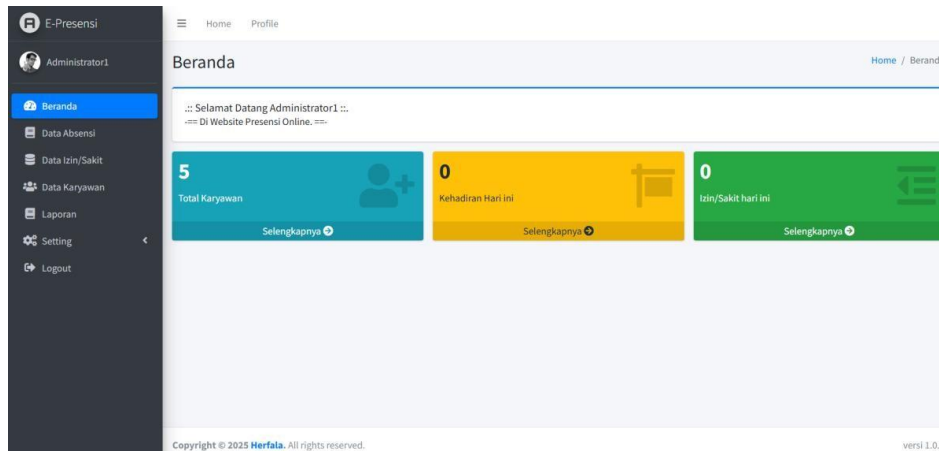 E-Presensi
Home Profile
Administrator1
Beranda
Home / Berand
Beranda
Data Absensi
Data Izin/Sakit
Data Karyawan
Laporan
Setting
Logout
.:: Selamat Datang Administrator1 ::.
-== Di Website Presensi Online. ==-
5
Total Karyawan
Selengkapnya
0
Kehadiran Hari ini
Selengkapnya
0
Izin/Sakit hari ini
Selengkapnya
Copyright © 2025 Herfala. All rights reserved.
versi 1.0.